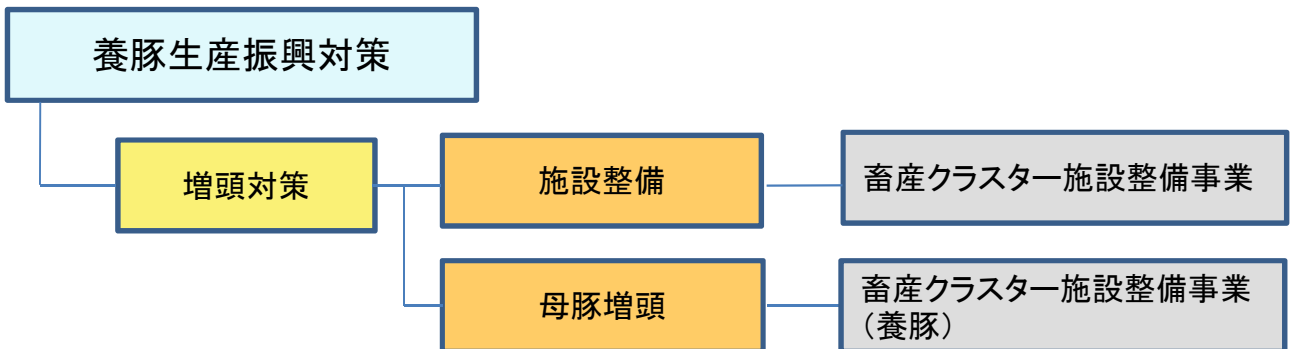 養豚生産振興対策
増頭対策
施設整備
畜産クラスター施設整備事業
母豚増頭
畜産クラスター施設整備事業
（養豚）